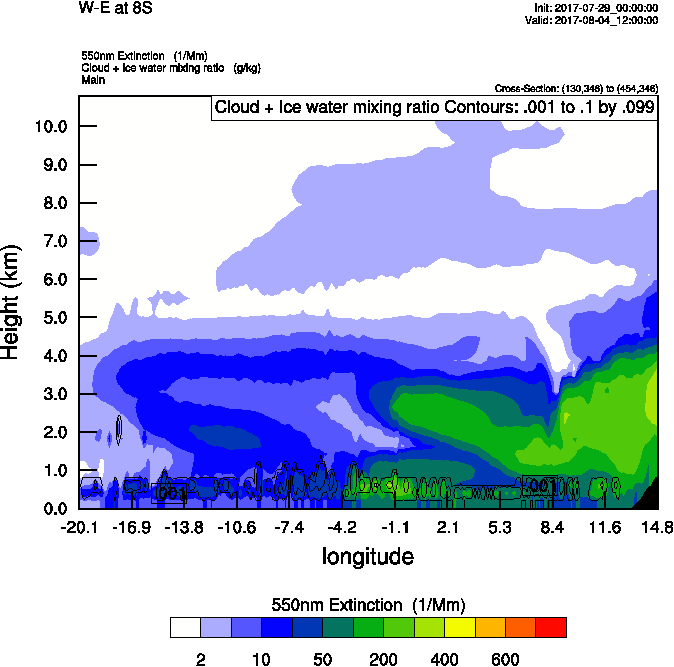 W-E at 8S
Init: 2017-07-29_00:00:00
Valid: 2017-08-04_12:00:00
550nm Extinction (1/Mm)
Cloud + Ice water mixing ratio (g/kg)
Main
Cross-Section: (130,346) to (454,346)
Cloud + Ice water mixing ratio Contours: .001 to .1 by .099
10.0
9.0
8.0
7.0
6.0
5.0
4.0
3.0
2.0
1.0
0.0
Height (km)
.001
.001
-20.1 -16.9 -13.8 -10.6 -7.4 -4.2 -1.1 2.1 5.3 8.4 11.6 14.8
longitude
550nm Extinction (1/Mm)
2 10 50 200 400 600